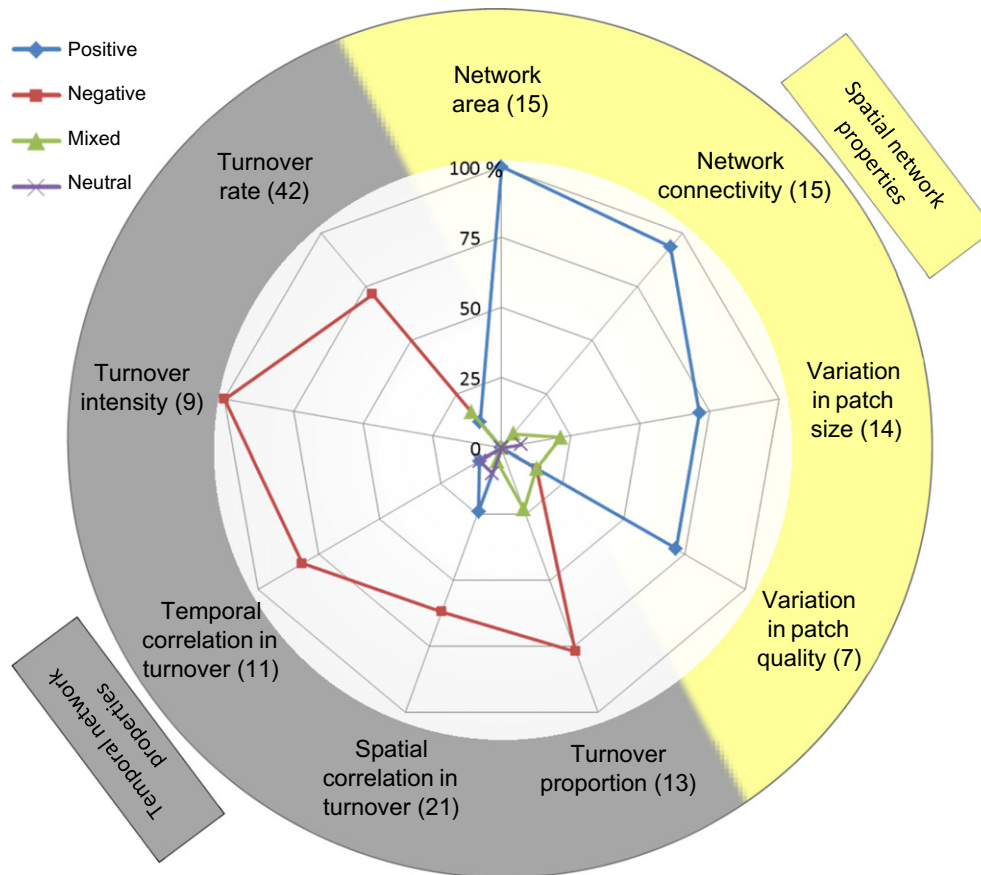 Positive
Negative
Mixed
Neutral
Network
area (15)
Network
connectivity (15)
Spatial network
properties
Variation
in patch
size (14)
Variation
in patch
quality (7)
Turnover
proportion (13)
Spatial
correlation in
turnover (21)
Temporal
correlation in
turnover (11)
Temporal network
properties
Turnover
intensity (9)
Turnover
rate (42)
100 %
75
50
25
0